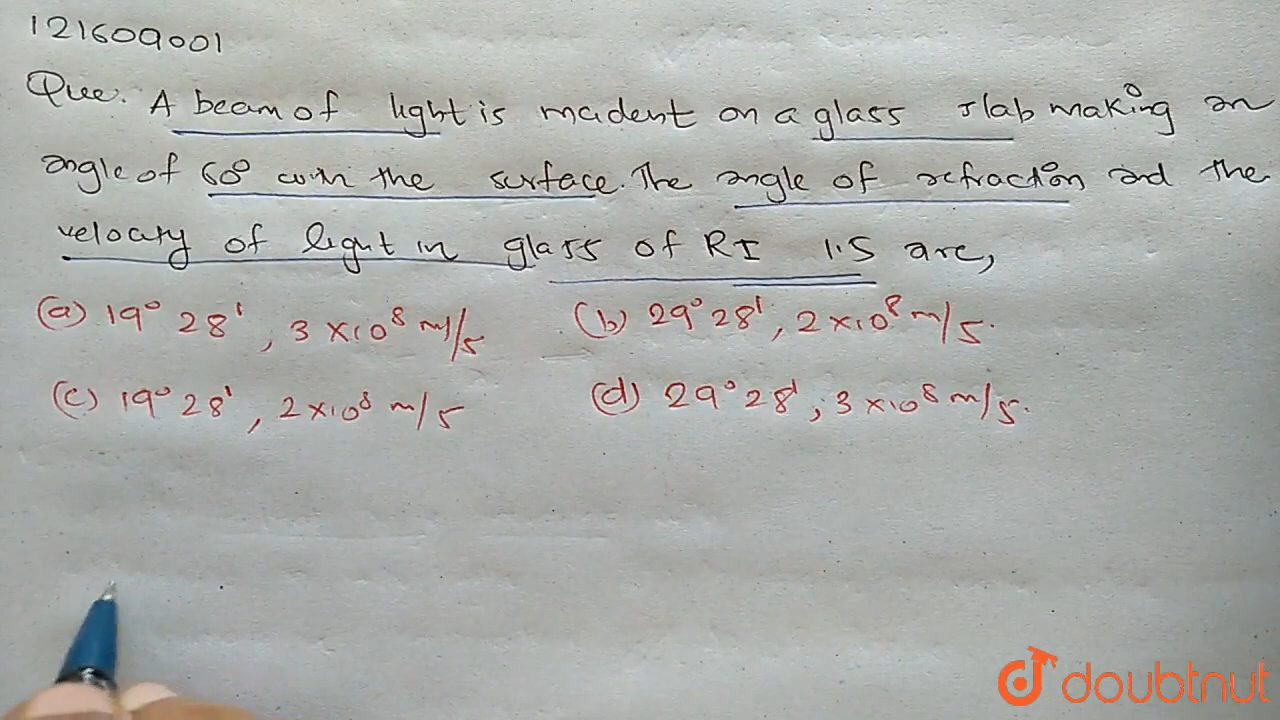 121609001
Que. A beam of light is incident on a glass slab making an
angle of 60° with the surface. The angle of refraction and the
velocity of light in glass of RI 1.5 are,
(a) 19° 28', 3×10⁸ m/s (b) 29° 28', 2×10⁸ m/s.
(c) 19° 28', 2×10⁸ m/s (d) 29° 28', 3×10⁸ m/s.
doubtnut